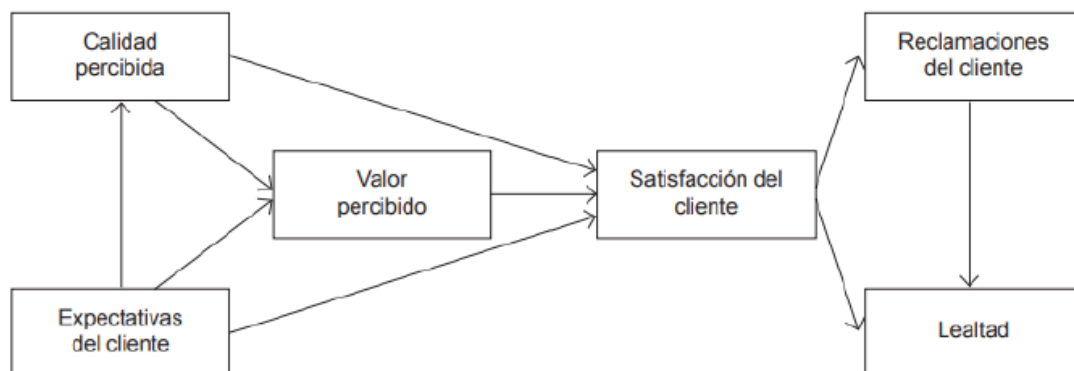 Calidad
percibida
Reclamaciones
del cliente
Valor
percibido
Satisfacción del
cliente
Expectativas
del cliente
Lealtad